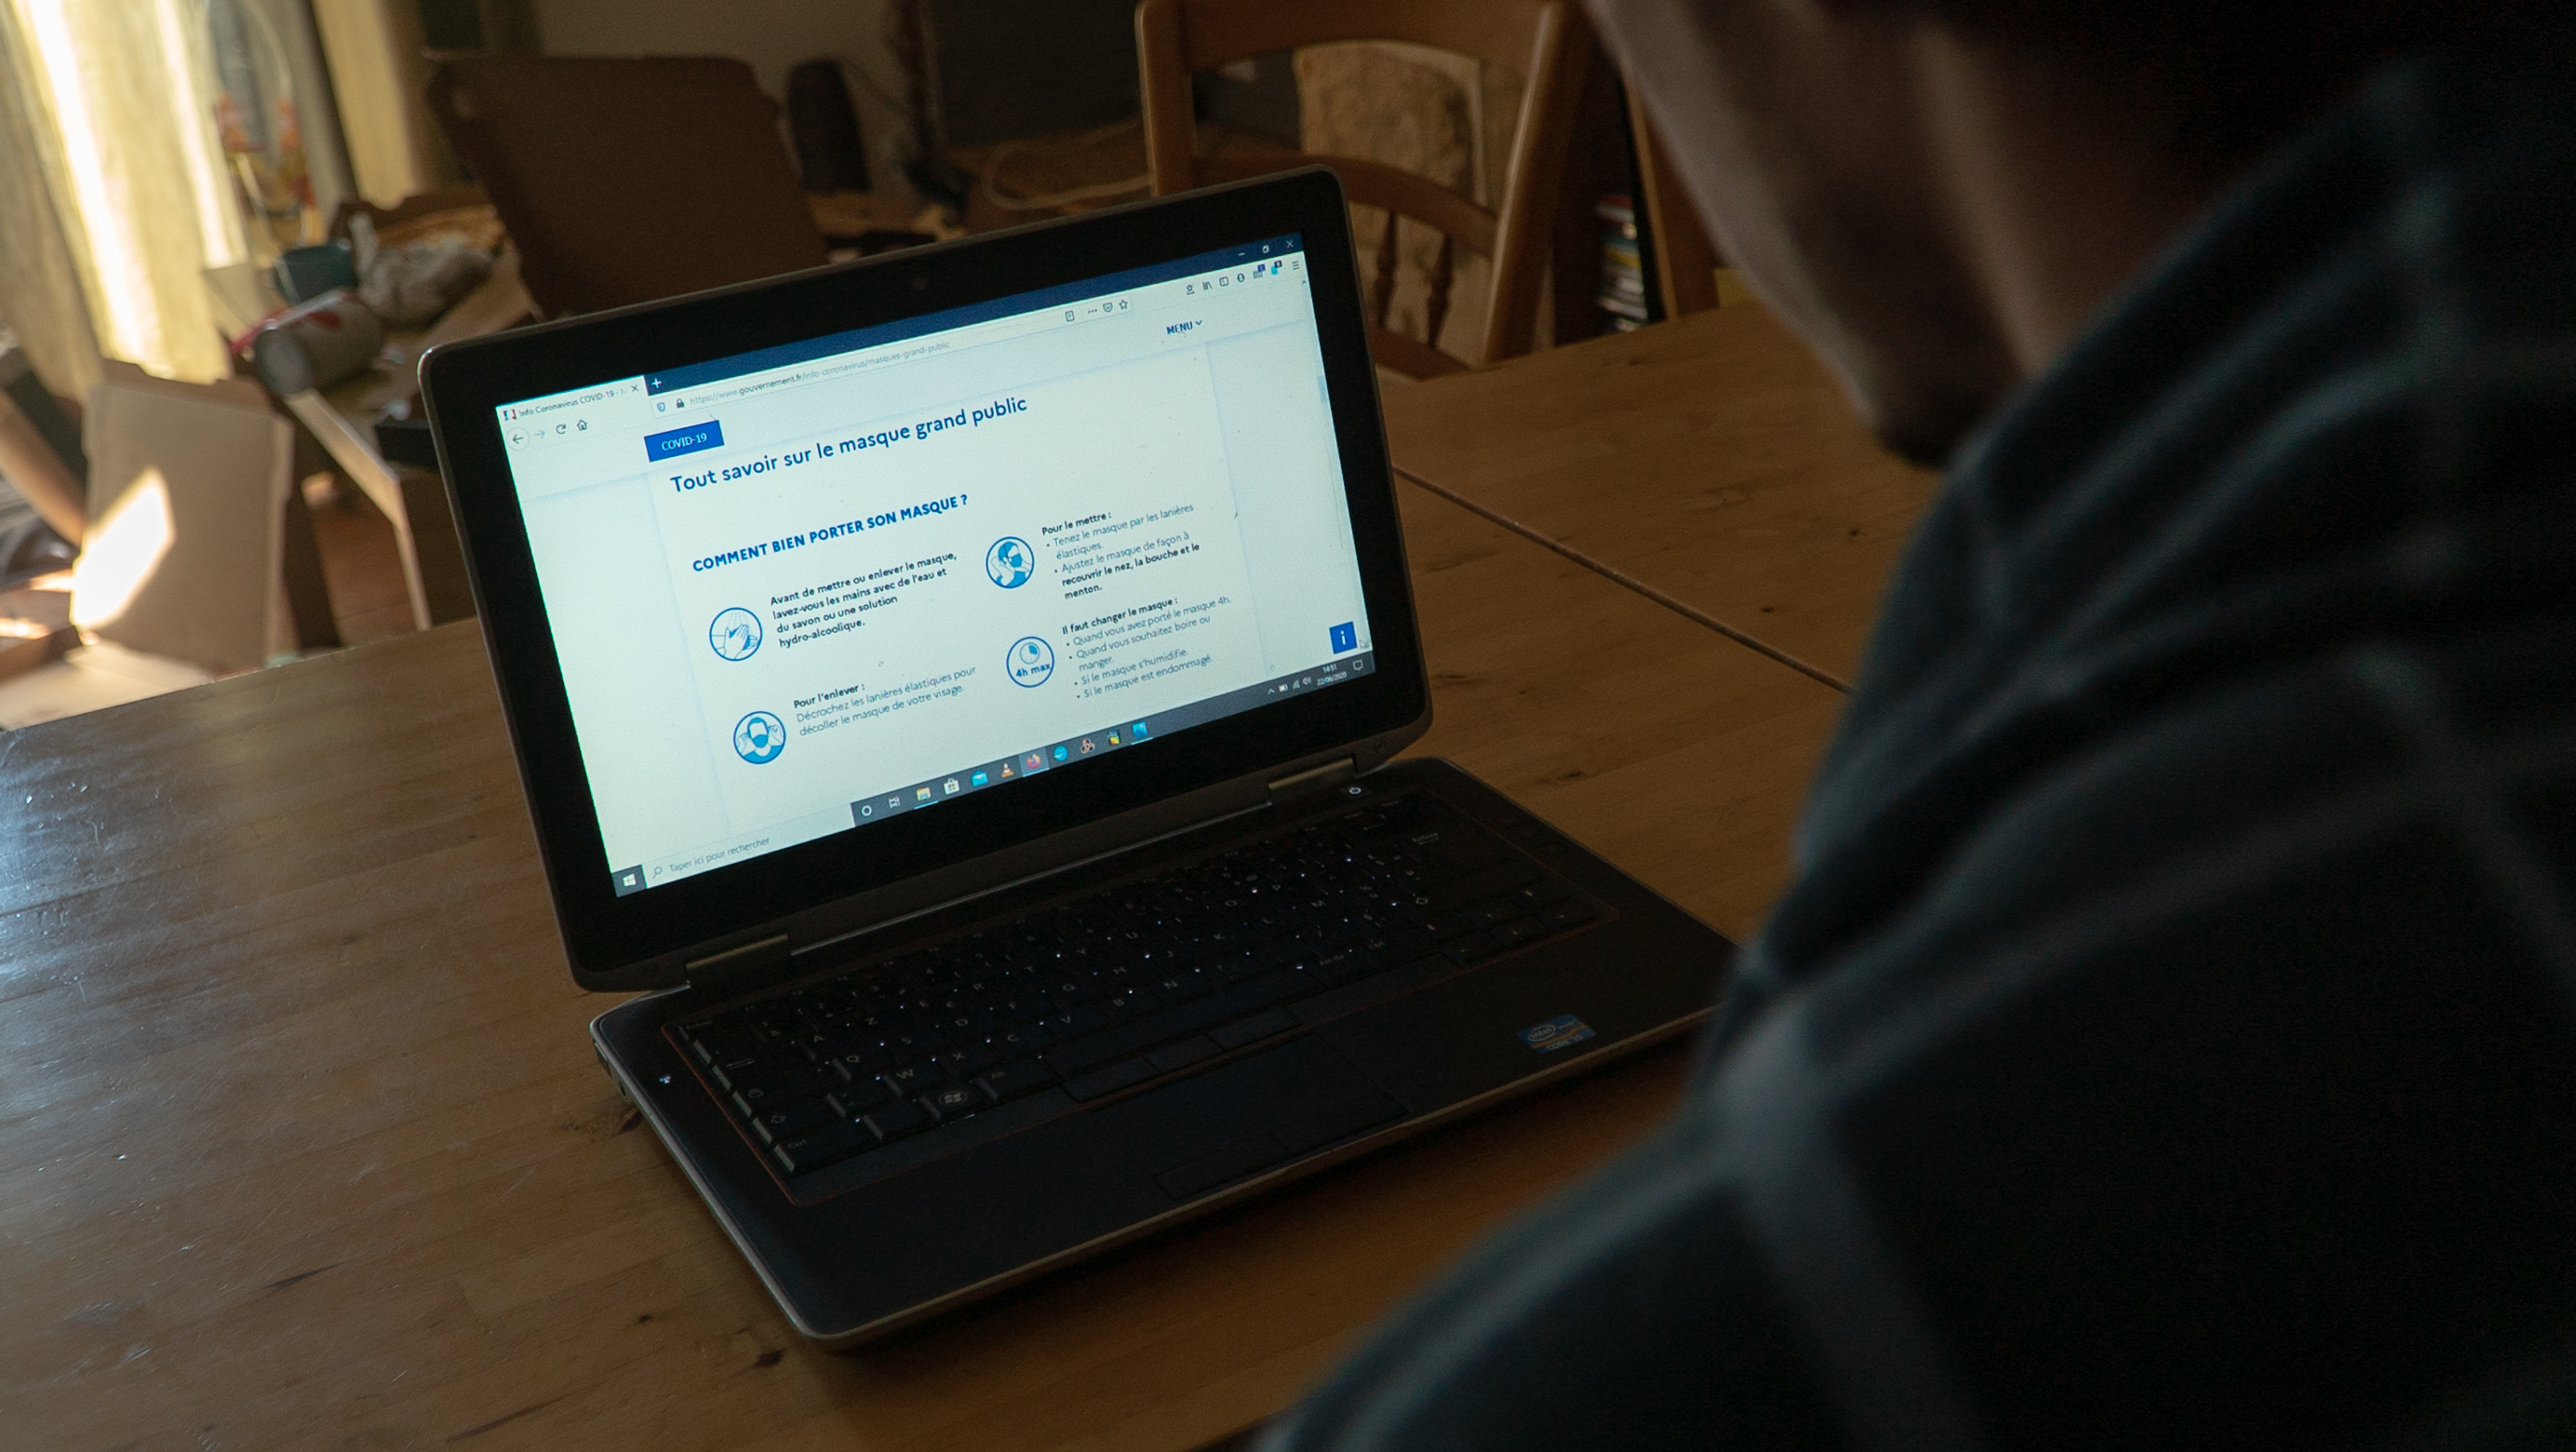 Info Coronavirus COVID-19 -
https://www.gouvernement.fr/info-coronavirus/masques-grand-public
MENU
COVID-19
Tout savoir sur le masque grand public
COMMENT BIEN PORTER SON MASQUE ?
Avant de mettre ou enlever le masque,
lavez-vous les mains avec de l'eau et
du savon ou une solution
hydro-alcoolique.
Pour le mettre :
• Tenez le masque par les lanières
élastiques.
• Ajustez le masque de façon à
recouvrir le nez, la bouche et le
menton.
Pour l'enlever :
Décrochez les lanières élastiques pour
décoller le masque de votre visage.
4h max
Il faut changer le masque :
• Quand vous avez porté le masque 4h.
• Quand vous souhaitez boire ou
manger.
• Si le masque s'humidifie.
• Si le masque est endommagé.
i
Taper ici pour rechercher
14:51
22/06/2020
A Z E R T Y U I O P
Q S D F G H J K L M
W X C V B N
Ctrl
Alt
intel
CORE i5